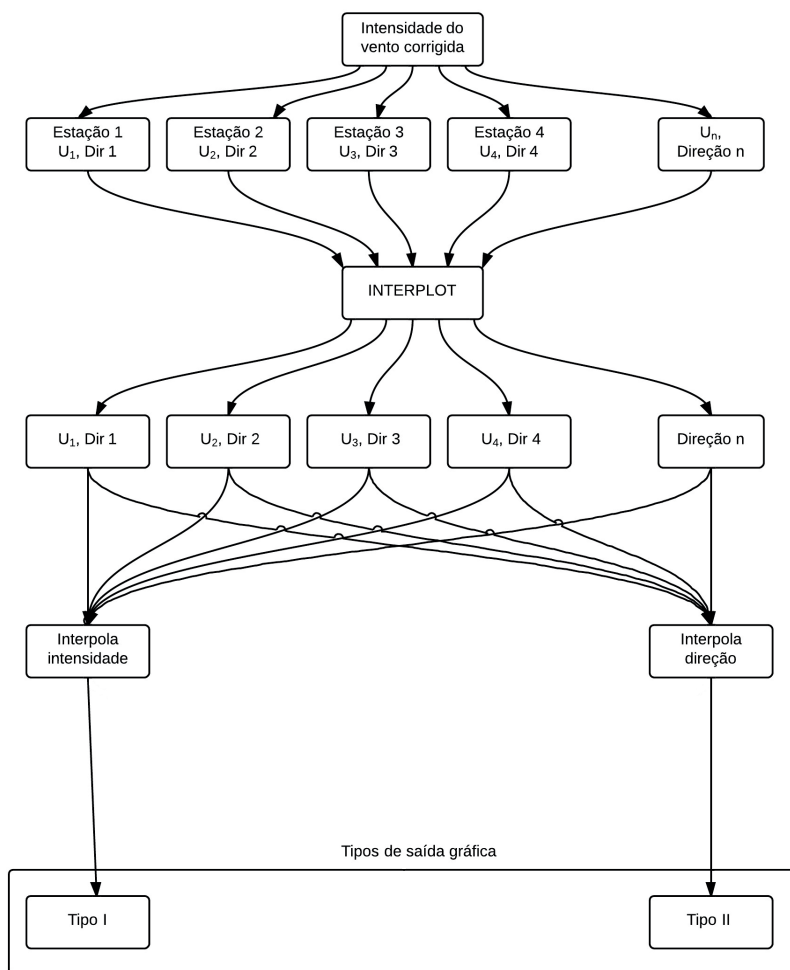 Intensidade do
vento corrigida
Estação 1
U₁, Dir 1
Estação 2
U₂, Dir 2
Estação 3
U₃, Dir 3
Estação 4
U₄, Dir 4
Uₙ,
Direção n
INTERPLOT
U₁, Dir 1
U₂, Dir 2
U₃, Dir 3
U₄, Dir 4
Direção n
Interpola
intensidade
Interpola
direção
Tipos de saída gráfica
Tipo I
Tipo II